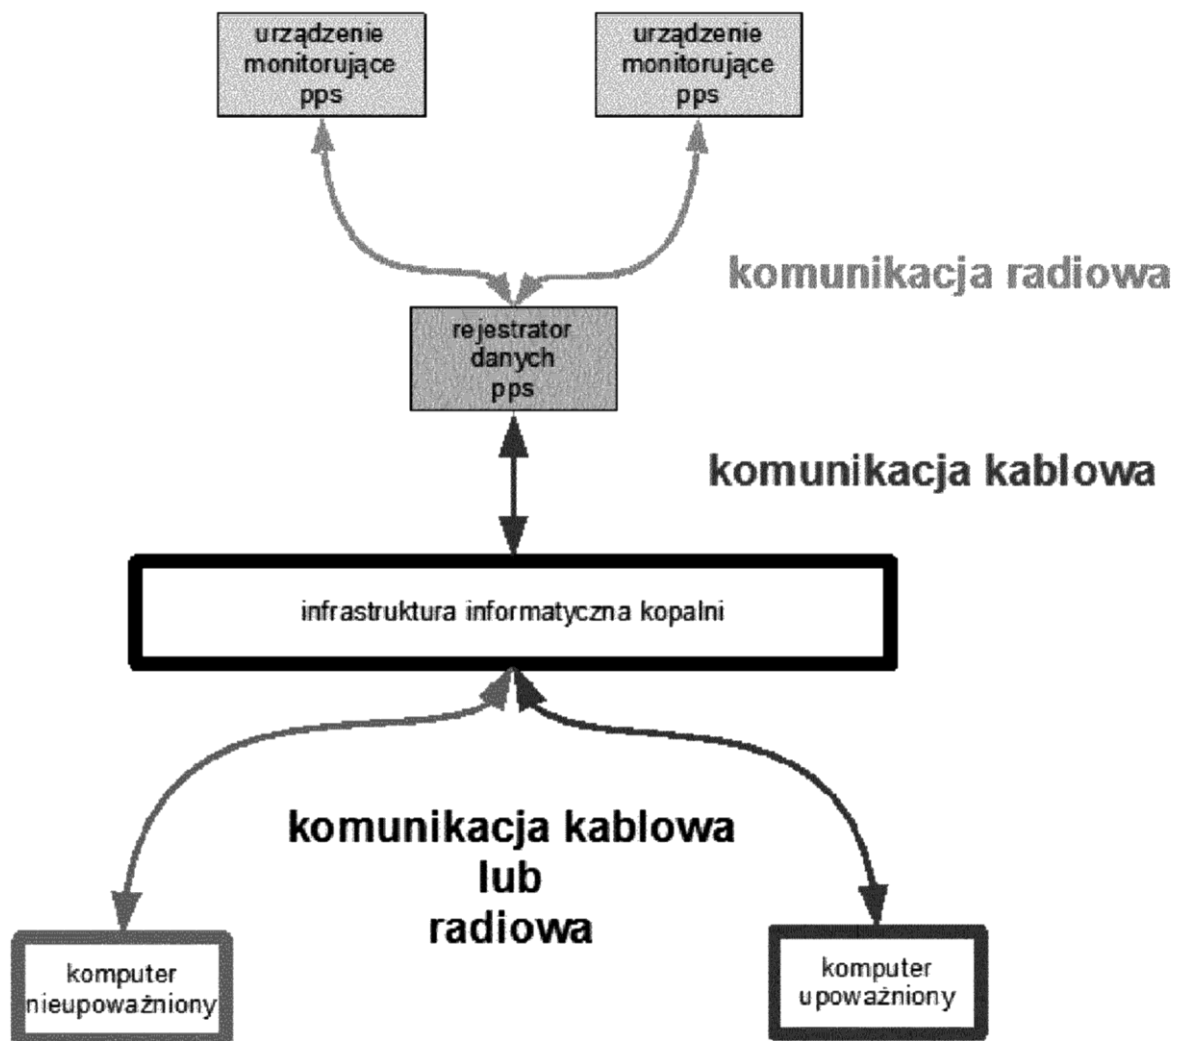 urządzenie
monitorujące
pps
urządzenie
monitorujące
pps
komunikacja radiowa
rejestrator
danych
pps
komunikacja kablowa
infrastruktura informatyczna kopalni
komunikacja kablowa
lub
radiowa
komputer
nieupoważniony
komputer
upoważniony